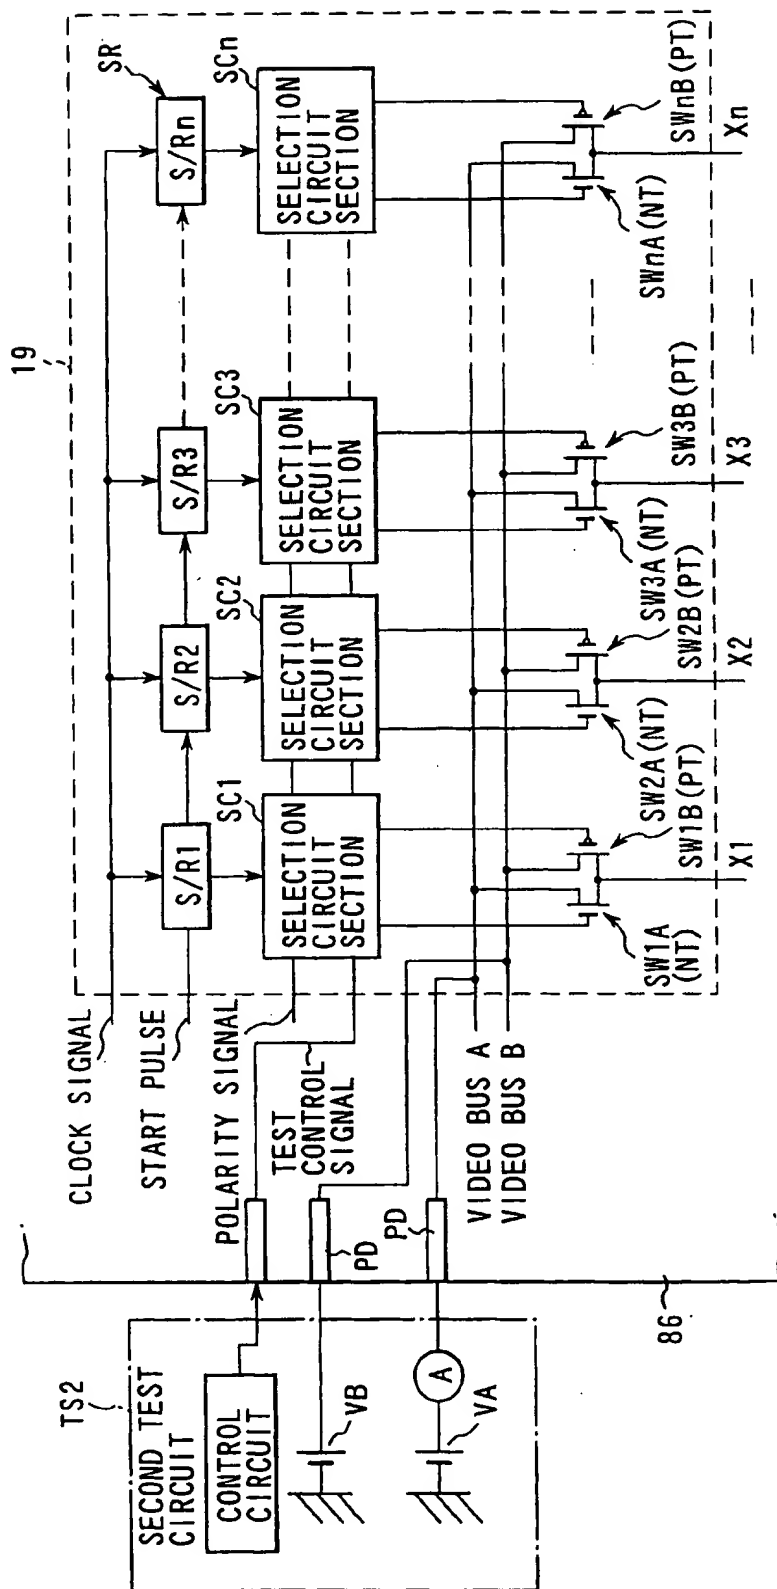 19
CLOCK SIGNAL
START PULSE
POLARITY SIGNAL
TEST
CONTROL
SIGNAL
S/R1
S/R2
S/R3
S/Rn
SR
SC1
SC2
SC3
SCn
SELECTION
CIRCUIT
SECTION
SELECTION
CIRCUIT
SECTION
SELECTION
CIRCUIT
SECTION
SELECTION
CIRCUIT
SECTION
TS2
SECOND TEST
CIRCUIT
CONTROL
CIRCUIT
VB
VA
A
PD
PD
86
VIDEO BUS A
VIDEO BUS B
SW1A
(NT)
SW1B(PT)
SW2A(NT)
SW2B(PT)
SW3A(NT)
SW3B(PT)
SWnA(NT)
SWnB(PT)
X1
X2
X3
Xn